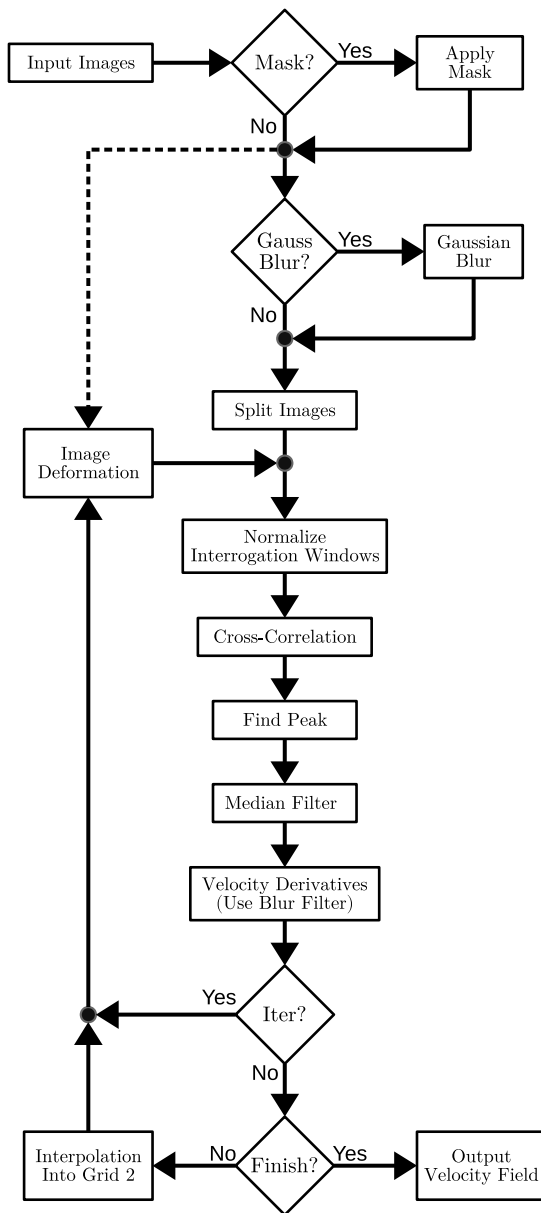 Input Images
Mask?
Yes
Apply
Mask
No
Gauss
Blur?
Yes
Gaussian
Blur
No
Split Images
Image
Deformation
Normalize
Interrogation Windows
Cross-Correlation
Find Peak
Median Filter
Velocity Derivatives
(Use Blur Filter)
Yes
Iter?
No
Interpolation
Into Grid 2
No
Finish?
Yes
Output
Velocity Field